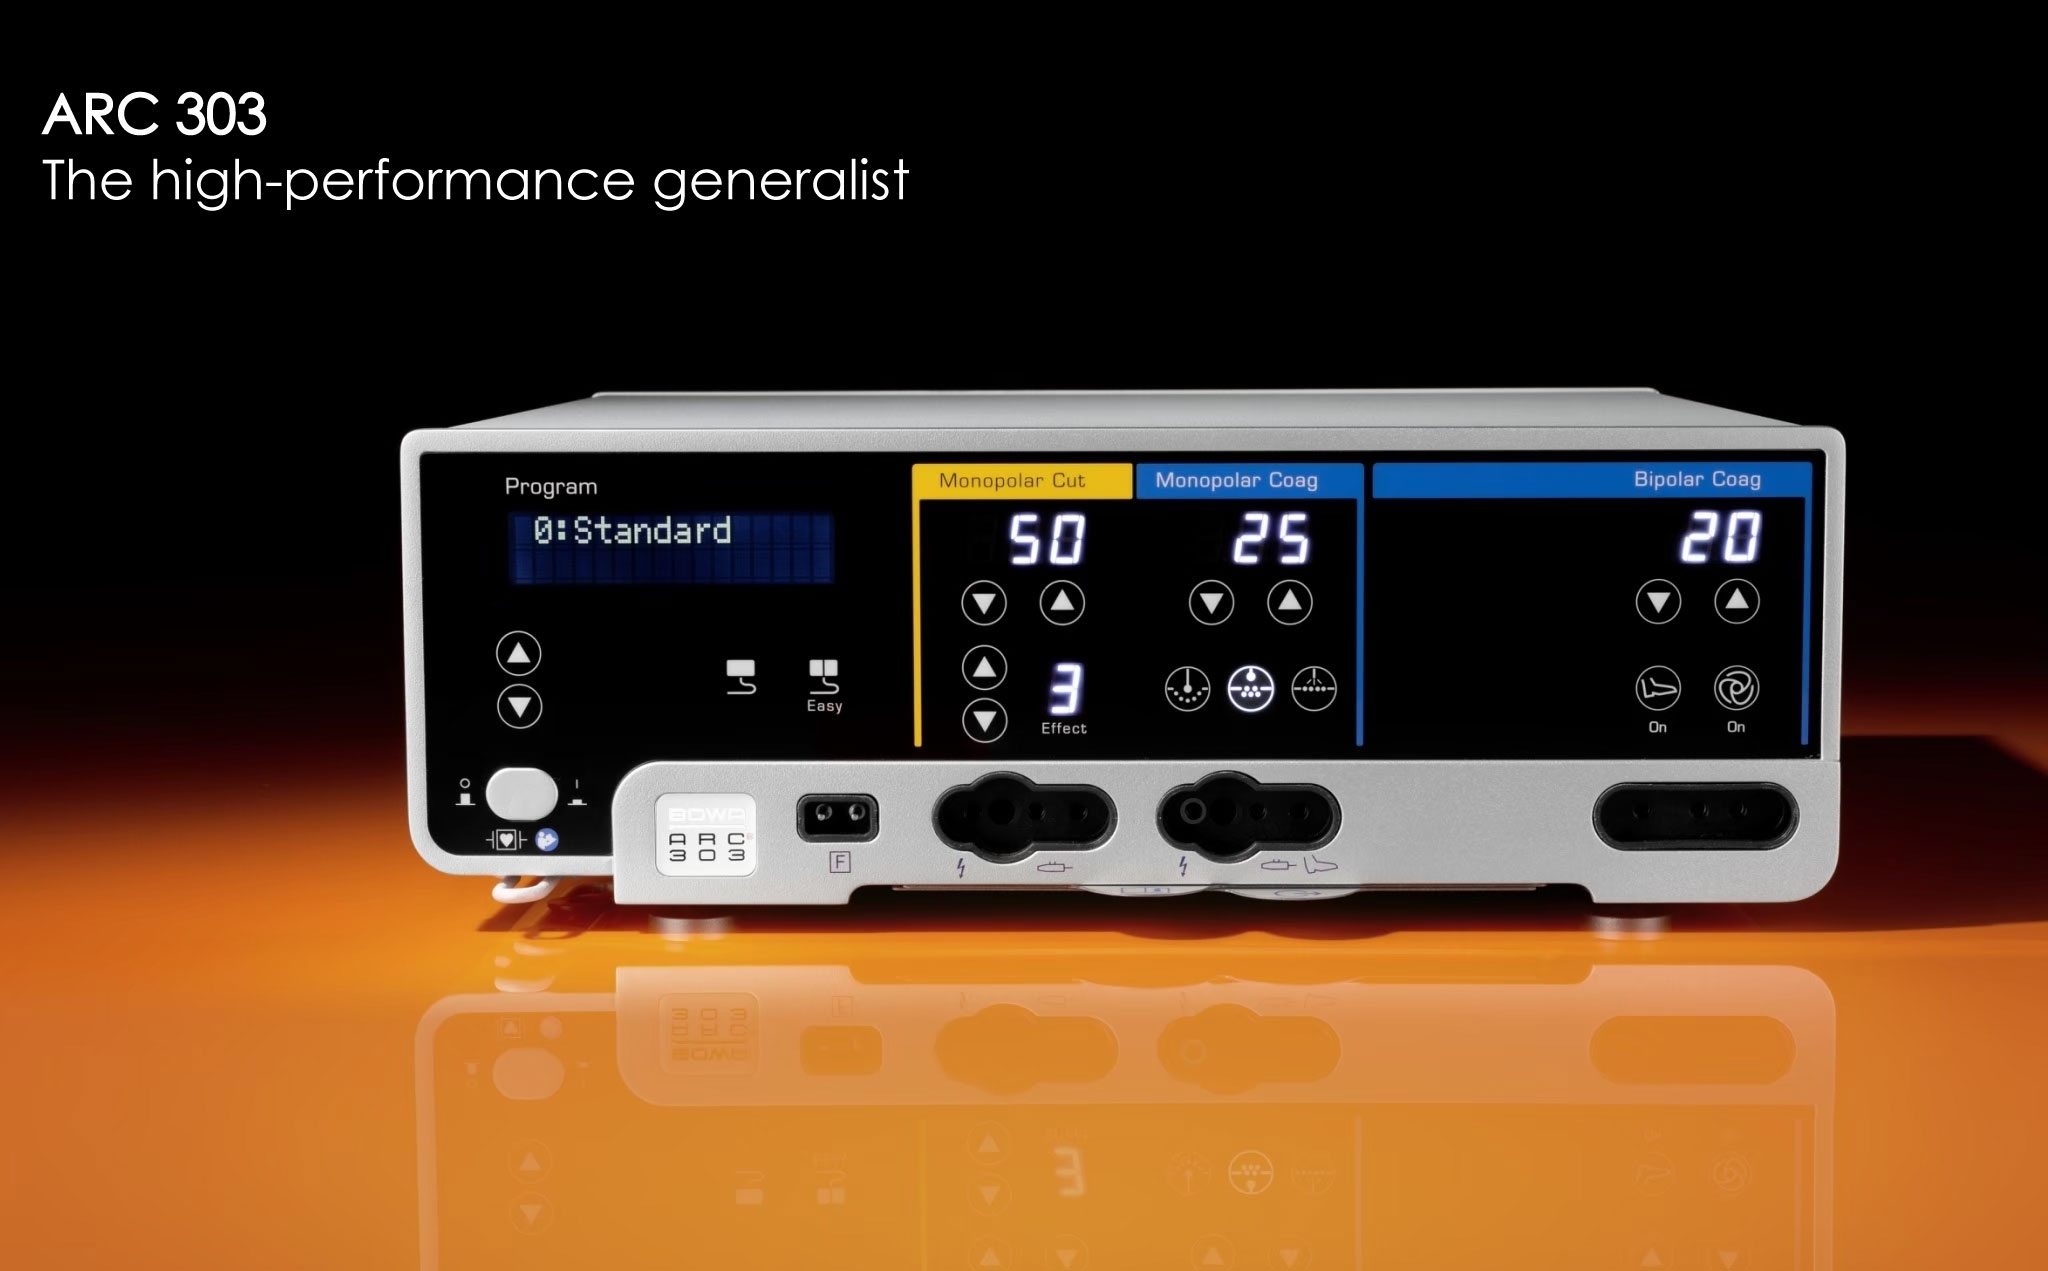 ARC 303
The high-performance generalist
Program
0:Standard
Monopolar Cut
Monopolar Coag
Bipolar Coag
50
25
20
Easy
3
Effect
On
On
BOWA
ARC
303
F